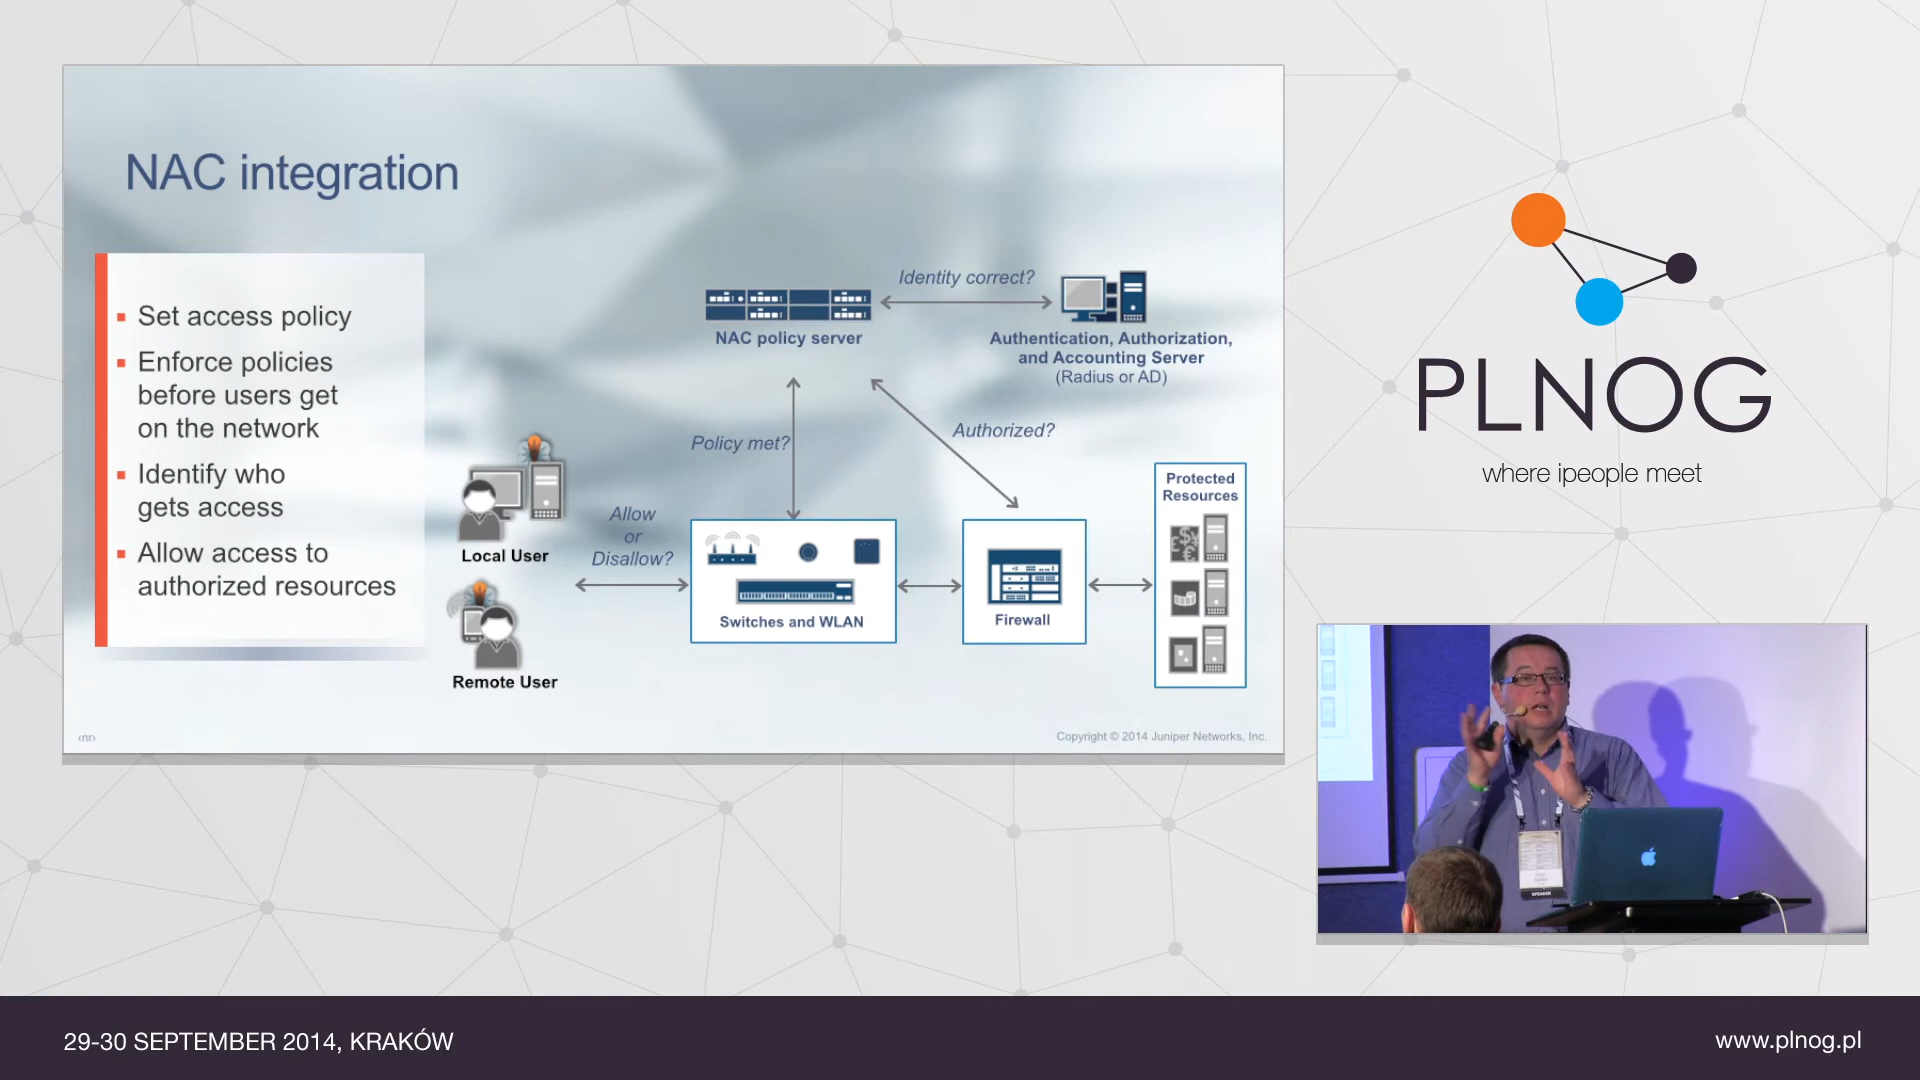 NAC integration
Set access policy
Enforce policies
before users get
on the network
Identify who
gets access
Allow access to
authorized resources
Identity correct?
NAC policy server
Authentication, Authorization,
and Accounting Server
(Radius or AD)
Policy met?
Authorized?
Allow
or
Disallow?
Local User
Remote User
Switches and WLAN
Firewall
Protected
Resources
Copyright © 2014 Juniper Networks, Inc.
PLNOG
where ipeople meet
SPEAKER
29-30 SEPTEMBER 2014, KRAKÓW
www.plnog.pl